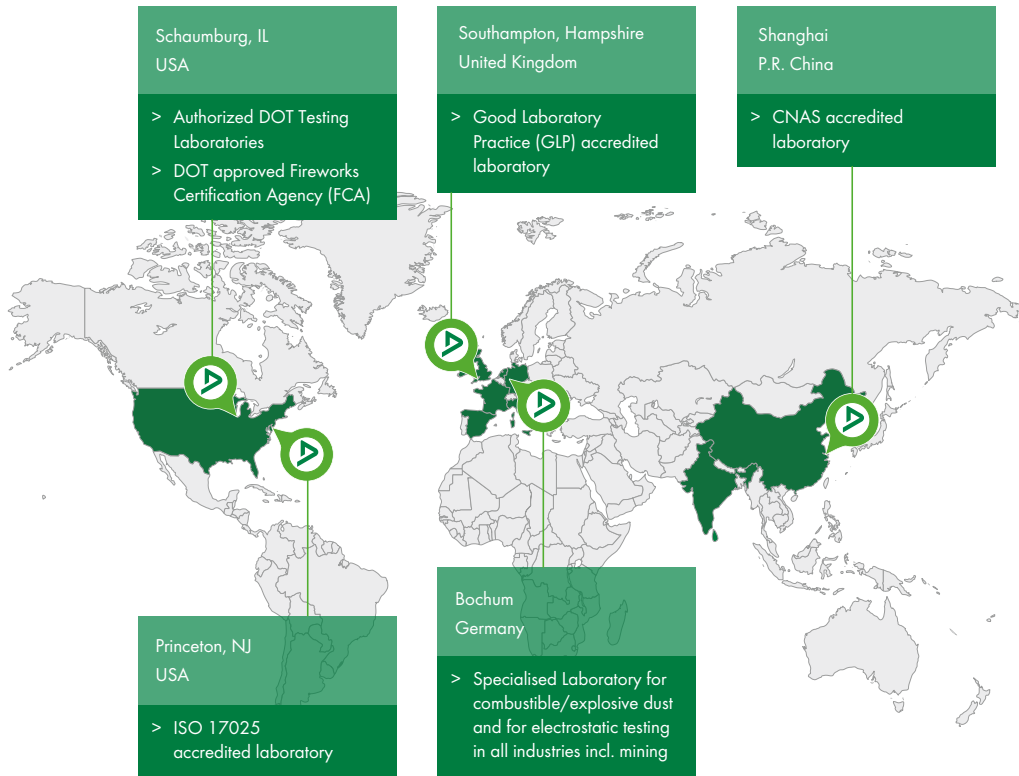 Schaumburg, IL
USA
> Authorized DOT Testing
Laboratories
> DOT approved Fireworks
Certification Agency (FCA)
Southampton, Hampshire
United Kingdom
> Good Laboratory
Practice (GLP) accredited
laboratory
Shanghai
P.R. China
> CNAS accredited
laboratory
Princeton, NJ
USA
> ISO 17025
accredited laboratory
Bochum
Germany
> Specialised Laboratory for
combustible/explosive dust
and for electrostatic testing
in all industries incl. mining